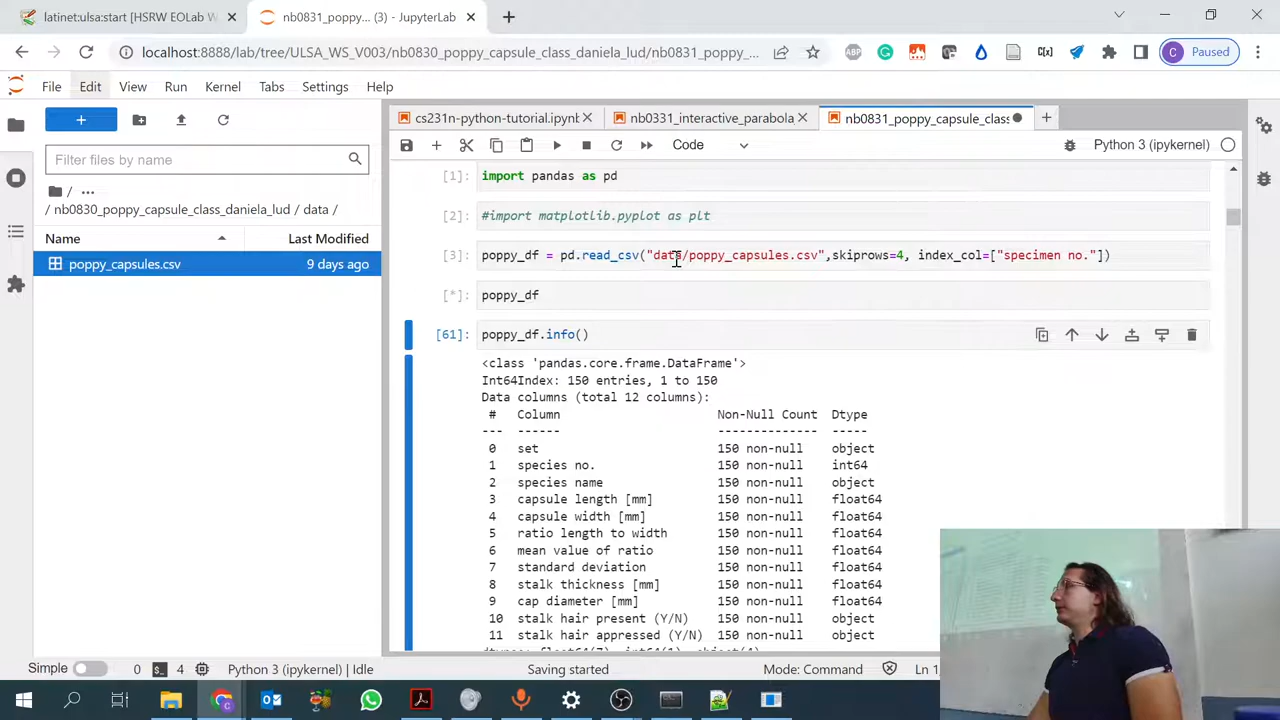 latinet:ulsa:start [HSRW EOLab W
nb0831_poppy... (3) - JupyterLab
localhost:8888/lab/tree/ULSA_WS_V003/nb0830_poppy_capsule_class_daniela_lud/nb0831_poppy_...
ABP
C[x]
C
Paused
File Edit View Run Kernel Tabs Settings Help
cs231n-python-tutorial.ipynt
nb0331_interactive_parabola
nb0831_poppy_capsule_class
Code
Python 3 (ipykernel)
Filter files by name
/ ...
/ nb0830_poppy_capsule_class_daniela_lud / data /
Name Last Modified
poppy_capsules.csv 9 days ago
[1]: import pandas as pd
[2]: #import matplotlib.pyplot as plt
[3]: poppy_df = pd.read_csv("data/poppy_capsules.csv",skiprows=4, index_col=["specimen no."])
[*]: poppy_df
[61]: poppy_df.info()
<class 'pandas.core.frame.DataFrame'>
Int64Index: 150 entries, 1 to 150
Data columns (total 12 columns):
# Column Non-Null Count Dtype
--- ------ -------------- -----
0 set 150 non-null object
1 species no. 150 non-null int64
2 species name 150 non-null object
3 capsule length [mm] 150 non-null float64
4 capsule width [mm] 150 non-null float64
5 ratio length to width 150 non-null float64
6 mean value of ratio 150 non-null float64
7 standard deviation 150 non-null float64
8 stalk thickness [mm] 150 non-null float64
9 cap diameter [mm] 150 non-null float64
10 stalk hair present (Y/N) 150 non-null object
11 stalk hair appressed (Y/N) 150 non-null object
dtypes: float64(7), int64(1), object(4)
Simple 0 4 Python 3 (ipykernel) | Idle Saving started Mode: Command Ln 1